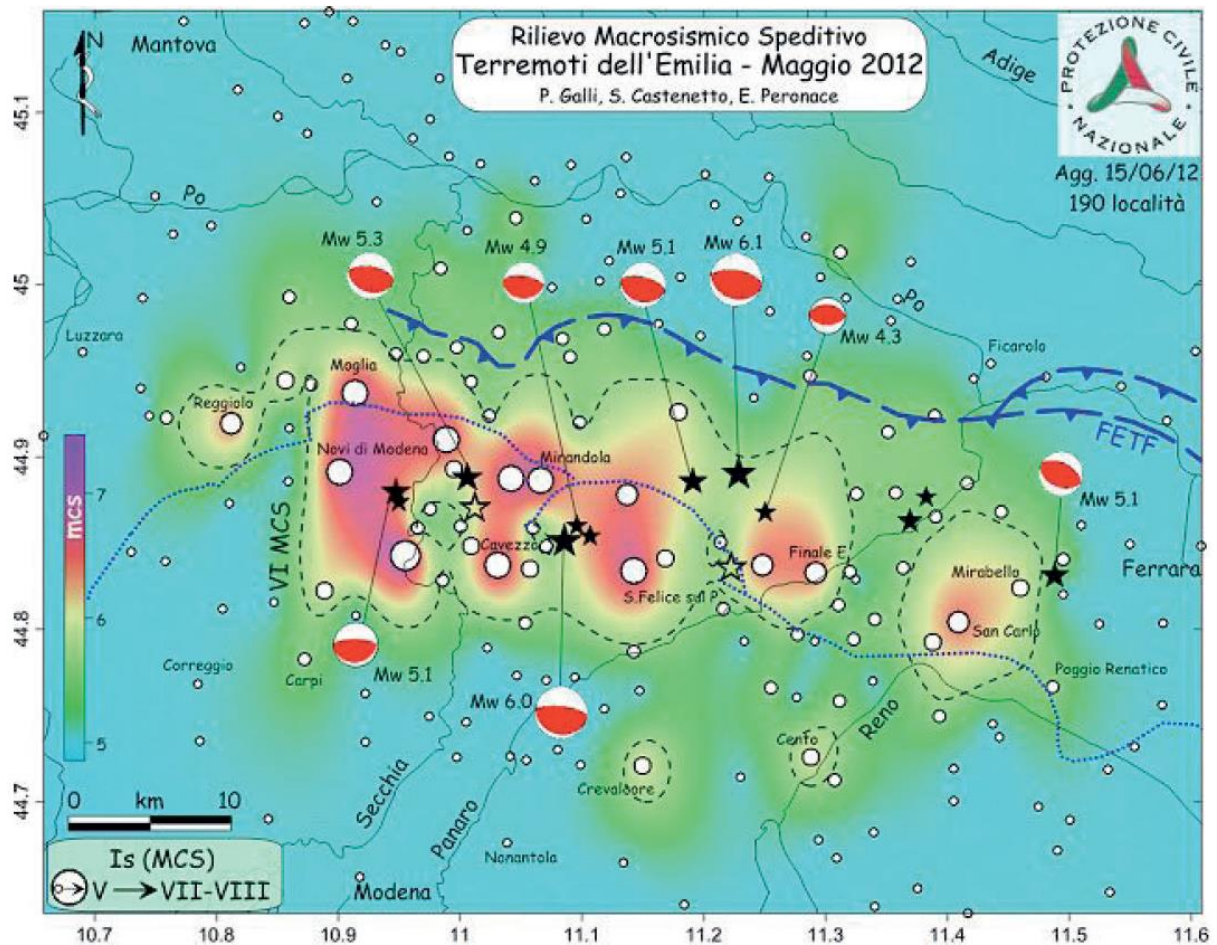 Rilievo Macrosismico Speditivo
Terremoti dell'Emilia - Maggio 2012
P. Galli, S. Castenetto, E. Peronace
PROTEZIONE CIVILE
NAZIONALE
Agg. 15/06/12
190 località
N
Mantova
Adige
Po
Mw 5.3
Mw 4.9
Mw 5.1
Mw 6.1
Po
Mw 4.3
Luzzara
Ficarolo
Moglia
Reggiolo
FETF
Novi di Modena
Mirandola
Mw 5.1
VI MCS
Cavezzo
Finale E.
Mirabello
Ferrara
S.Felice sul P.
San Carlo
Correggio
Carpi
Mw 5.1
Poggio Renatico
Mw 6.0
Reno
Cento
Crevalcore
Secchia
Panaro
Nonantola
Modena
mcs
7
6
5
0 km 10
Is (MCS)
V VII-VIII
45.1
45
44.9
44.8
44.7
10.7 10.8 10.9 11 11.1 11.2 11.3 11.4 11.5 11.6